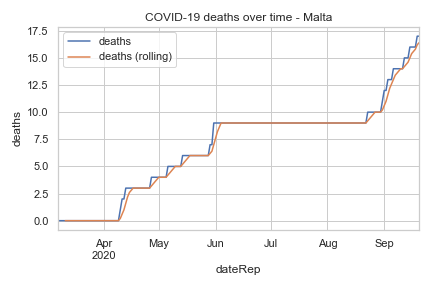 COVID-19 deaths over time - Malta
deaths
deaths (rolling)
17.5
15.0
12.5
10.0
7.5
5.0
2.5
0.0
deaths
Apr
2020
May
Jun
Jul
Aug
Sep
dateRep